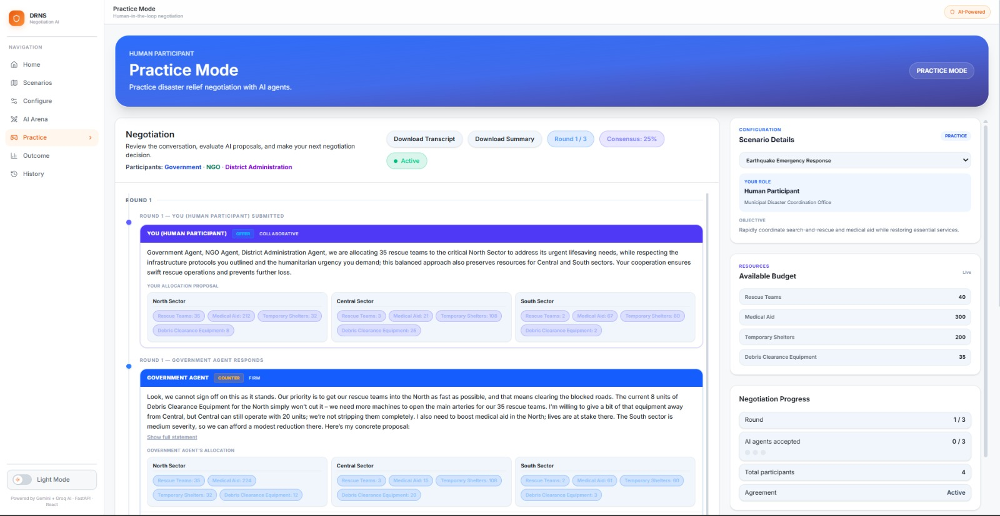 DRNS
Negotiation AI
NAVIGATION
Home
Scenarios
Configure
AI Arena
Practice
Outcome
History
Light Mode
Powered by Gemini + Groq AI · FastAPI ·
React
Practice Mode
Human-in-the-loop negotiation
AI-Powered
HUMAN PARTICIPANT
Practice Mode
Practice disaster relief negotiation with AI agents.
PRACTICE MODE
Negotiation
Review the conversation, evaluate AI proposals, and make your next negotiation
decision.
Participants: Government · NGO · District Administration
Download Transcript
Download Summary
Round 1 / 3
Consensus: 25%
Active
ROUND 1
ROUND 1 — YOU (HUMAN PARTICIPANT) SUBMITTED
YOU (HUMAN PARTICIPANT) OFFER COLLABORATIVE
Government Agent, NGO Agent, District Administration Agent, we are allocating 35 rescue teams to the critical North Sector to address its urgent lifesaving needs, while respecting the
infrastructure protocols you outlined and the humanitarian urgency you demand; this balanced approach also preserves resources for Central and South sectors. Your cooperation ensures
swift rescue operations and prevents further loss.
YOUR ALLOCATION PROPOSAL
North Sector
Rescue Teams: 35 Medical Aid: 212 Temporary Shelters: 32
Debris Clearance Equipment: 8
Central Sector
Rescue Teams: 3 Medical Aid: 21 Temporary Shelters: 108
Debris Clearance Equipment: 25
South Sector
Rescue Teams: 2 Medical Aid: 67 Temporary Shelters: 60
Debris Clearance Equipment: 2
ROUND 1 — GOVERNMENT AGENT RESPONDS
GOVERNMENT AGENT COUNTER FIRM
Look, we cannot sign off on this as it stands. Our priority is to get our rescue teams into the North as fast as possible, and that means clearing the blocked roads. The current 8 units of
Debris Clearance Equipment for the North simply won't cut it – we need more machines to open the main arteries for our 35 rescue teams. I'm willing to give a bit of that equipment away
from Central, but Central can still operate with 20 units; we're not stripping them completely. I also need to boost medical aid in the North; lives are at stake there. The South sector is
medium severity, so we can afford a modest reduction there. Here's my concrete proposal:
Show full statement
GOVERNMENT AGENT'S ALLOCATION
North Sector
Rescue Teams: 35 Medical Aid: 224
Temporary Shelters: 32 Debris Clearance Equipment: 12
Central Sector
Rescue Teams: 3 Medical Aid: 15 Temporary Shelters: 108
Debris Clearance Equipment: 20
South Sector
Rescue Teams: 2 Medical Aid: 61 Temporary Shelters: 60
Debris Clearance Equipment: 3
CONFIGURATION
Scenario Details
PRACTICE
Earthquake Emergency Response
YOUR ROLE
Human Participant
Municipal Disaster Coordination Office
OBJECTIVE
Rapidly coordinate search-and-rescue and medical aid while restoring essential services.
RESOURCES
Available Budget
Live
Rescue Teams 40
Medical Aid 300
Temporary Shelters 200
Debris Clearance Equipment 35
Negotiation Progress
Round 1 / 3
AI agents accepted 0 / 3
Total participants 4
Agreement Active